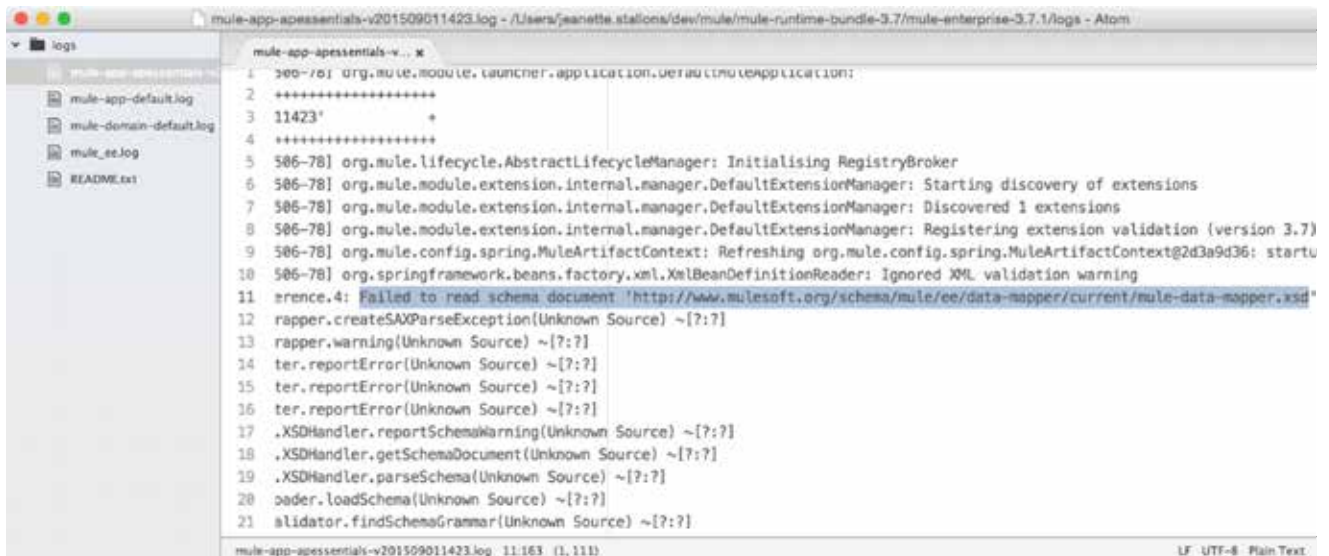 mule-app-apessentials-v201509011423.log - /Users/jeanette.stallons/dev/mule/mule-runtime-bundle-3.7/mule-enterprise-3.7.1/logs - Atom
logs
mule-app-default.log
mule-domain-default.log
mule_ee.log
README.txt
mule-app-apessentials-v... x
1 506-78] org.mule.module.launcher.application.DefaultMuleApplication:
2 +++++++++++++++++++
3 11423' +
4 +++++++++++++++++++
5 506-78] org.mule.lifecycle.AbstractLifecycleManager: Initialising RegistryBroker
6 506-78] org.mule.module.extension.internal.manager.DefaultExtensionManager: Starting discovery of extensions
7 506-78] org.mule.module.extension.internal.manager.DefaultExtensionManager: Discovered 1 extensions
8 506-78] org.mule.module.extension.internal.manager.DefaultExtensionManager: Registering extension validation (version 3.7)
9 506-78] org.mule.config.spring.MuleArtifactContext: Refreshing org.mule.config.spring.MuleArtifactContext@2d3a9d36: startu
10 506-78] org.springframework.beans.factory.xml.XmlBeanDefinitionReader: Ignored XML validation warning
11 erence.4: Failed to read schema document 'http://www.mulesoft.org/schema/mule/ee/data-mapper/current/mule-data-mapper.xsd'
12 rapper.createSAXParseException(Unknown Source) ~[?:?]
13 rapper.warning(Unknown Source) ~[?:?]
14 ter.reportError(Unknown Source) ~[?:?]
15 ter.reportError(Unknown Source) ~[?:?]
16 ter.reportError(Unknown Source) ~[?:?]
17 .XSDHandler.reportSchemaWarning(Unknown Source) ~[?:?]
18 .XSDHandler.getSchemaDocument(Unknown Source) ~[?:?]
19 .XSDHandler.parseSchema(Unknown Source) ~[?:?]
20 oader.loadSchema(Unknown Source) ~[?:?]
21 alidator.findSchemaGrammar(Unknown Source) ~[?:?]
mule-app-apessentials-v201509011423.log 11:163 (1, 111) LF UTF-8 Plain Text